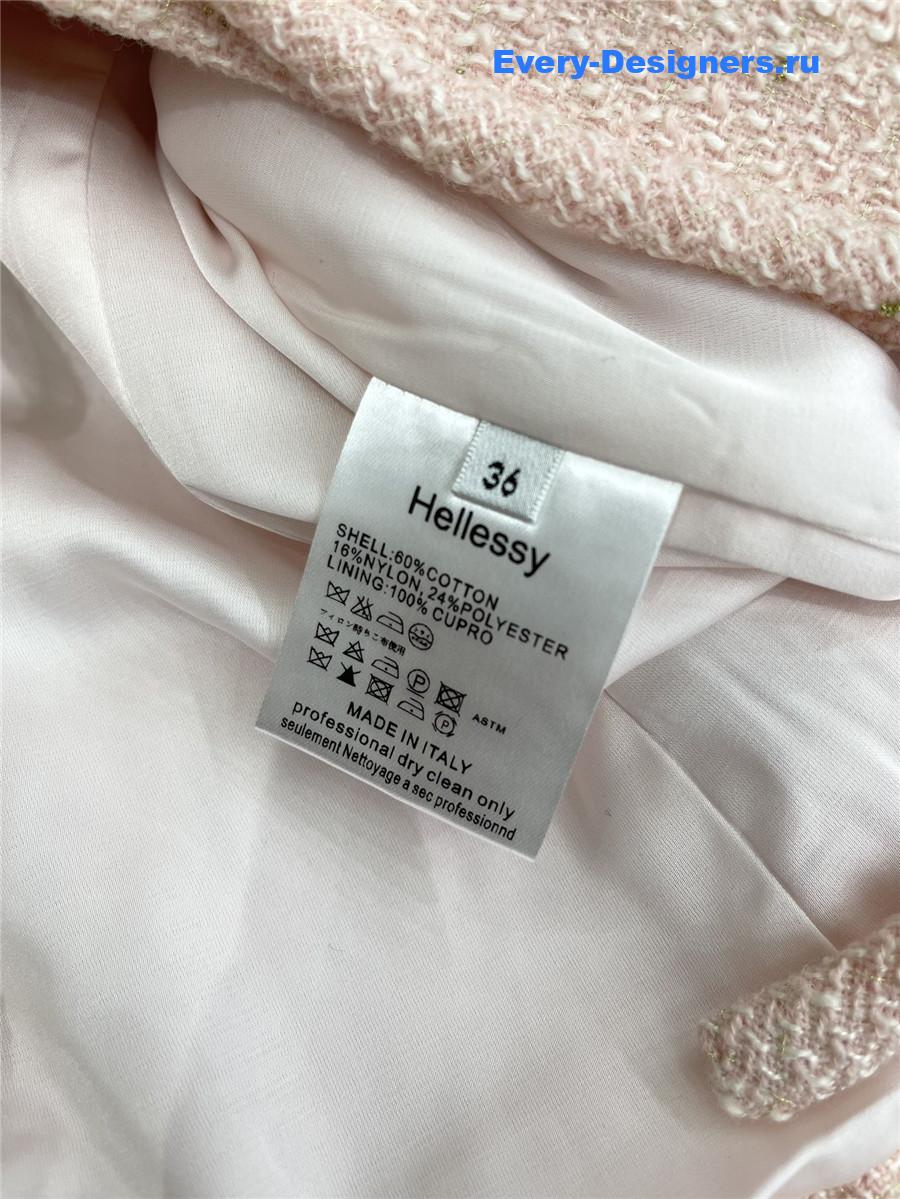 Every-Designers.ru
36
Hellessy
SHELL:60%COTTON
16%NYLON, 24%POLYESTER
LINING:100% CUPRO
P
ASTM
P
MADE IN ITALY
professional dry clean only
seulement Nettoyage a sec professionnd